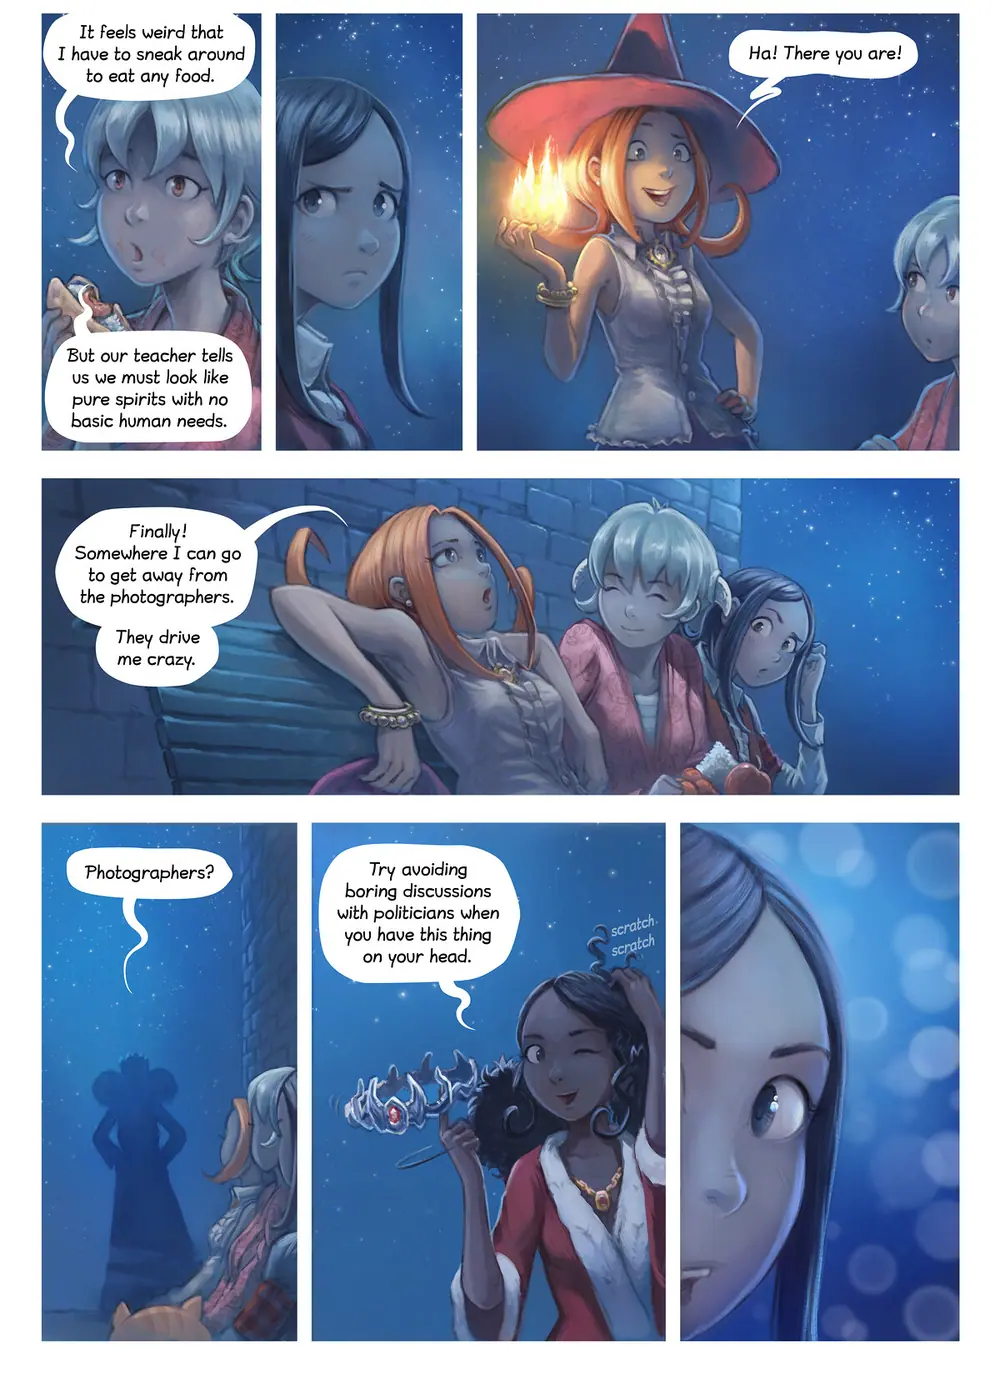 It feels weird that
I have to sneak around
to eat any food.
But our teacher tells
us we must look like
pure spirits with no
basic human needs.
Ha! There you are!
Finally!
Somewhere I can go
to get away from
the photographers.
They drive
me crazy.
Photographers?
Try avoiding
boring discussions
with politicians when
you have this thing
on your head.
scratch
scratch